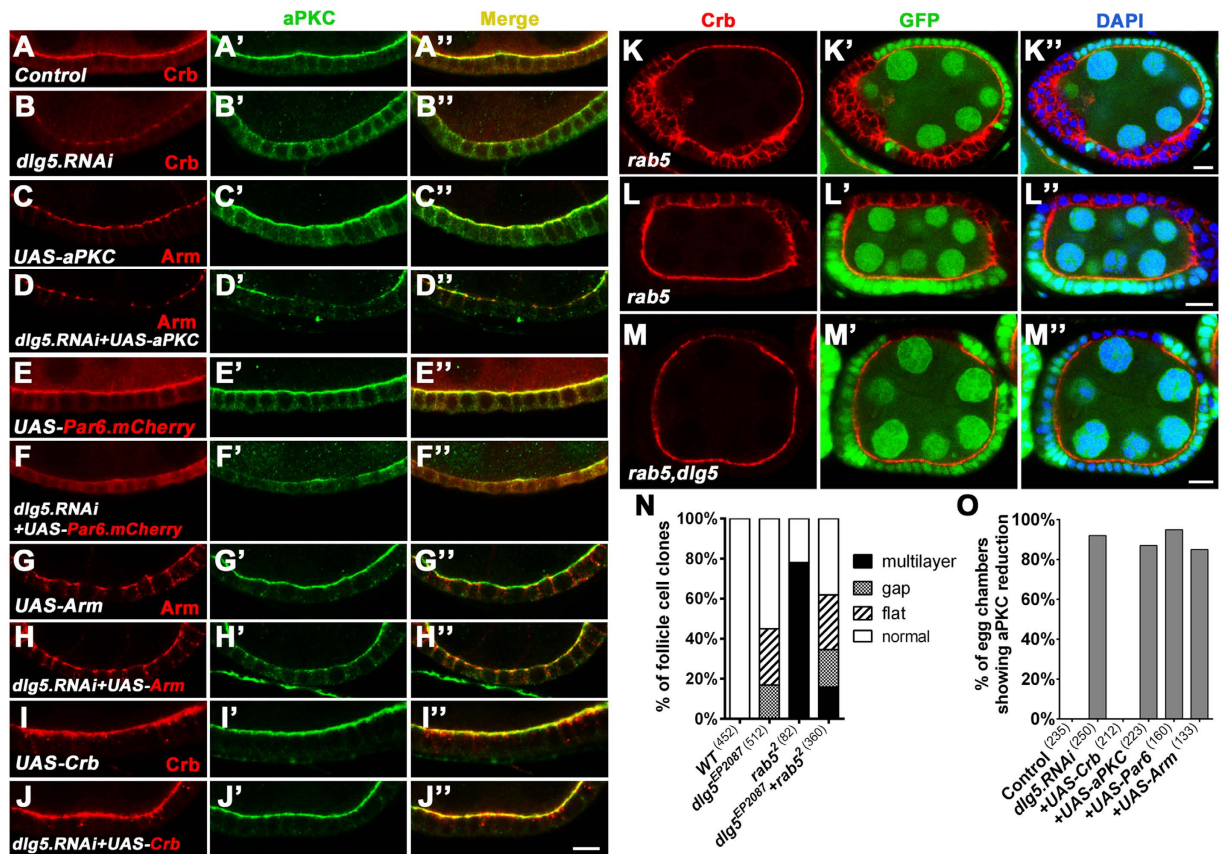 aPKC
Merge
A
Control
Crb
A’
A’’
B
dlg5.RNAi
Crb
B’
B’’
C
UAS-aPKC
Arm
C’
C’’
D
Arm
dlg5.RNAi+UAS-aPKC
D’
D’’
E
UAS-Par6.mCherry
E’
E’’
F
dlg5.RNAi
+UAS-Par6.mCherry
F’
F’’
G
UAS-Arm
Arm
G’
G’’
H
dlg5.RNAi+UAS-Arm
H’
H’’
I
UAS-Crb
Crb
I’
I’’
J
dlg5.RNAi+UAS-Crb
J’
J’’
Crb
GFP
DAPI
K
rab5
K’
K’’
L
rab5
L’
L’’
M
rab5,dlg5
M’
M’’
N
% of follicle cell clones
100%
80%
60%
40%
20%
0%
WT (452)
dlg5EP2087 (512)
rab52 (82)
dlg5EP2087
+rab52 (360)
multilayer
gap
flat
normal
O
% of egg chambers
showing aPKC reduction
100%
80%
60%
40%
20%
0%
Control (235)
dlg5.RNAi (250)
+UAS-Crb (212)
+UAS-aPKC (223)
+UAS-Par6 (160)
+UAS-Arm (133)